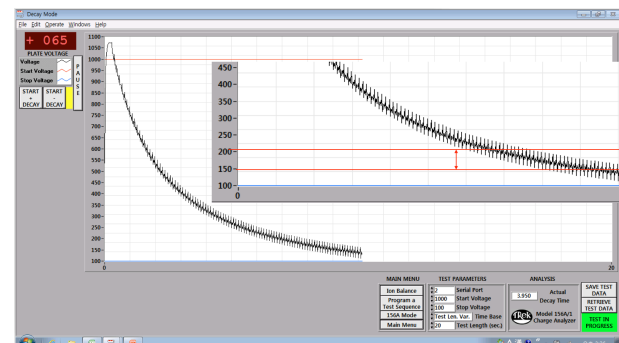 Decay Mode
File Edit Operate Windows Help
+ 065
PLATE VOLTAGE
Voltage
Start Voltage
Stop Voltage
START
+
DECAY
START
-
DECAY
PAUSE
1100
1050
1000
950
900
850
800
750
700
650
600
550
500
450
400
350
300
250
200
150
100
0
20
450
400
350
300
250
200
150
100
0
MAIN MENU
Ion Balance
Program a
Test Sequence
156A Mode
Main Menu
TEST PARAMETERS
2 Serial Port
1000 Start Voltage
100 Stop Voltage
Test Len. Var. Time Base
20 Test Length (sec.)
ANALYSIS
3.950 Actual
Decay Time
TREK Model 156A/1
Charge Analyzer
SAVE TEST
DATA
RETRIEVE
TEST DATA
TEST IN
PROGRESS